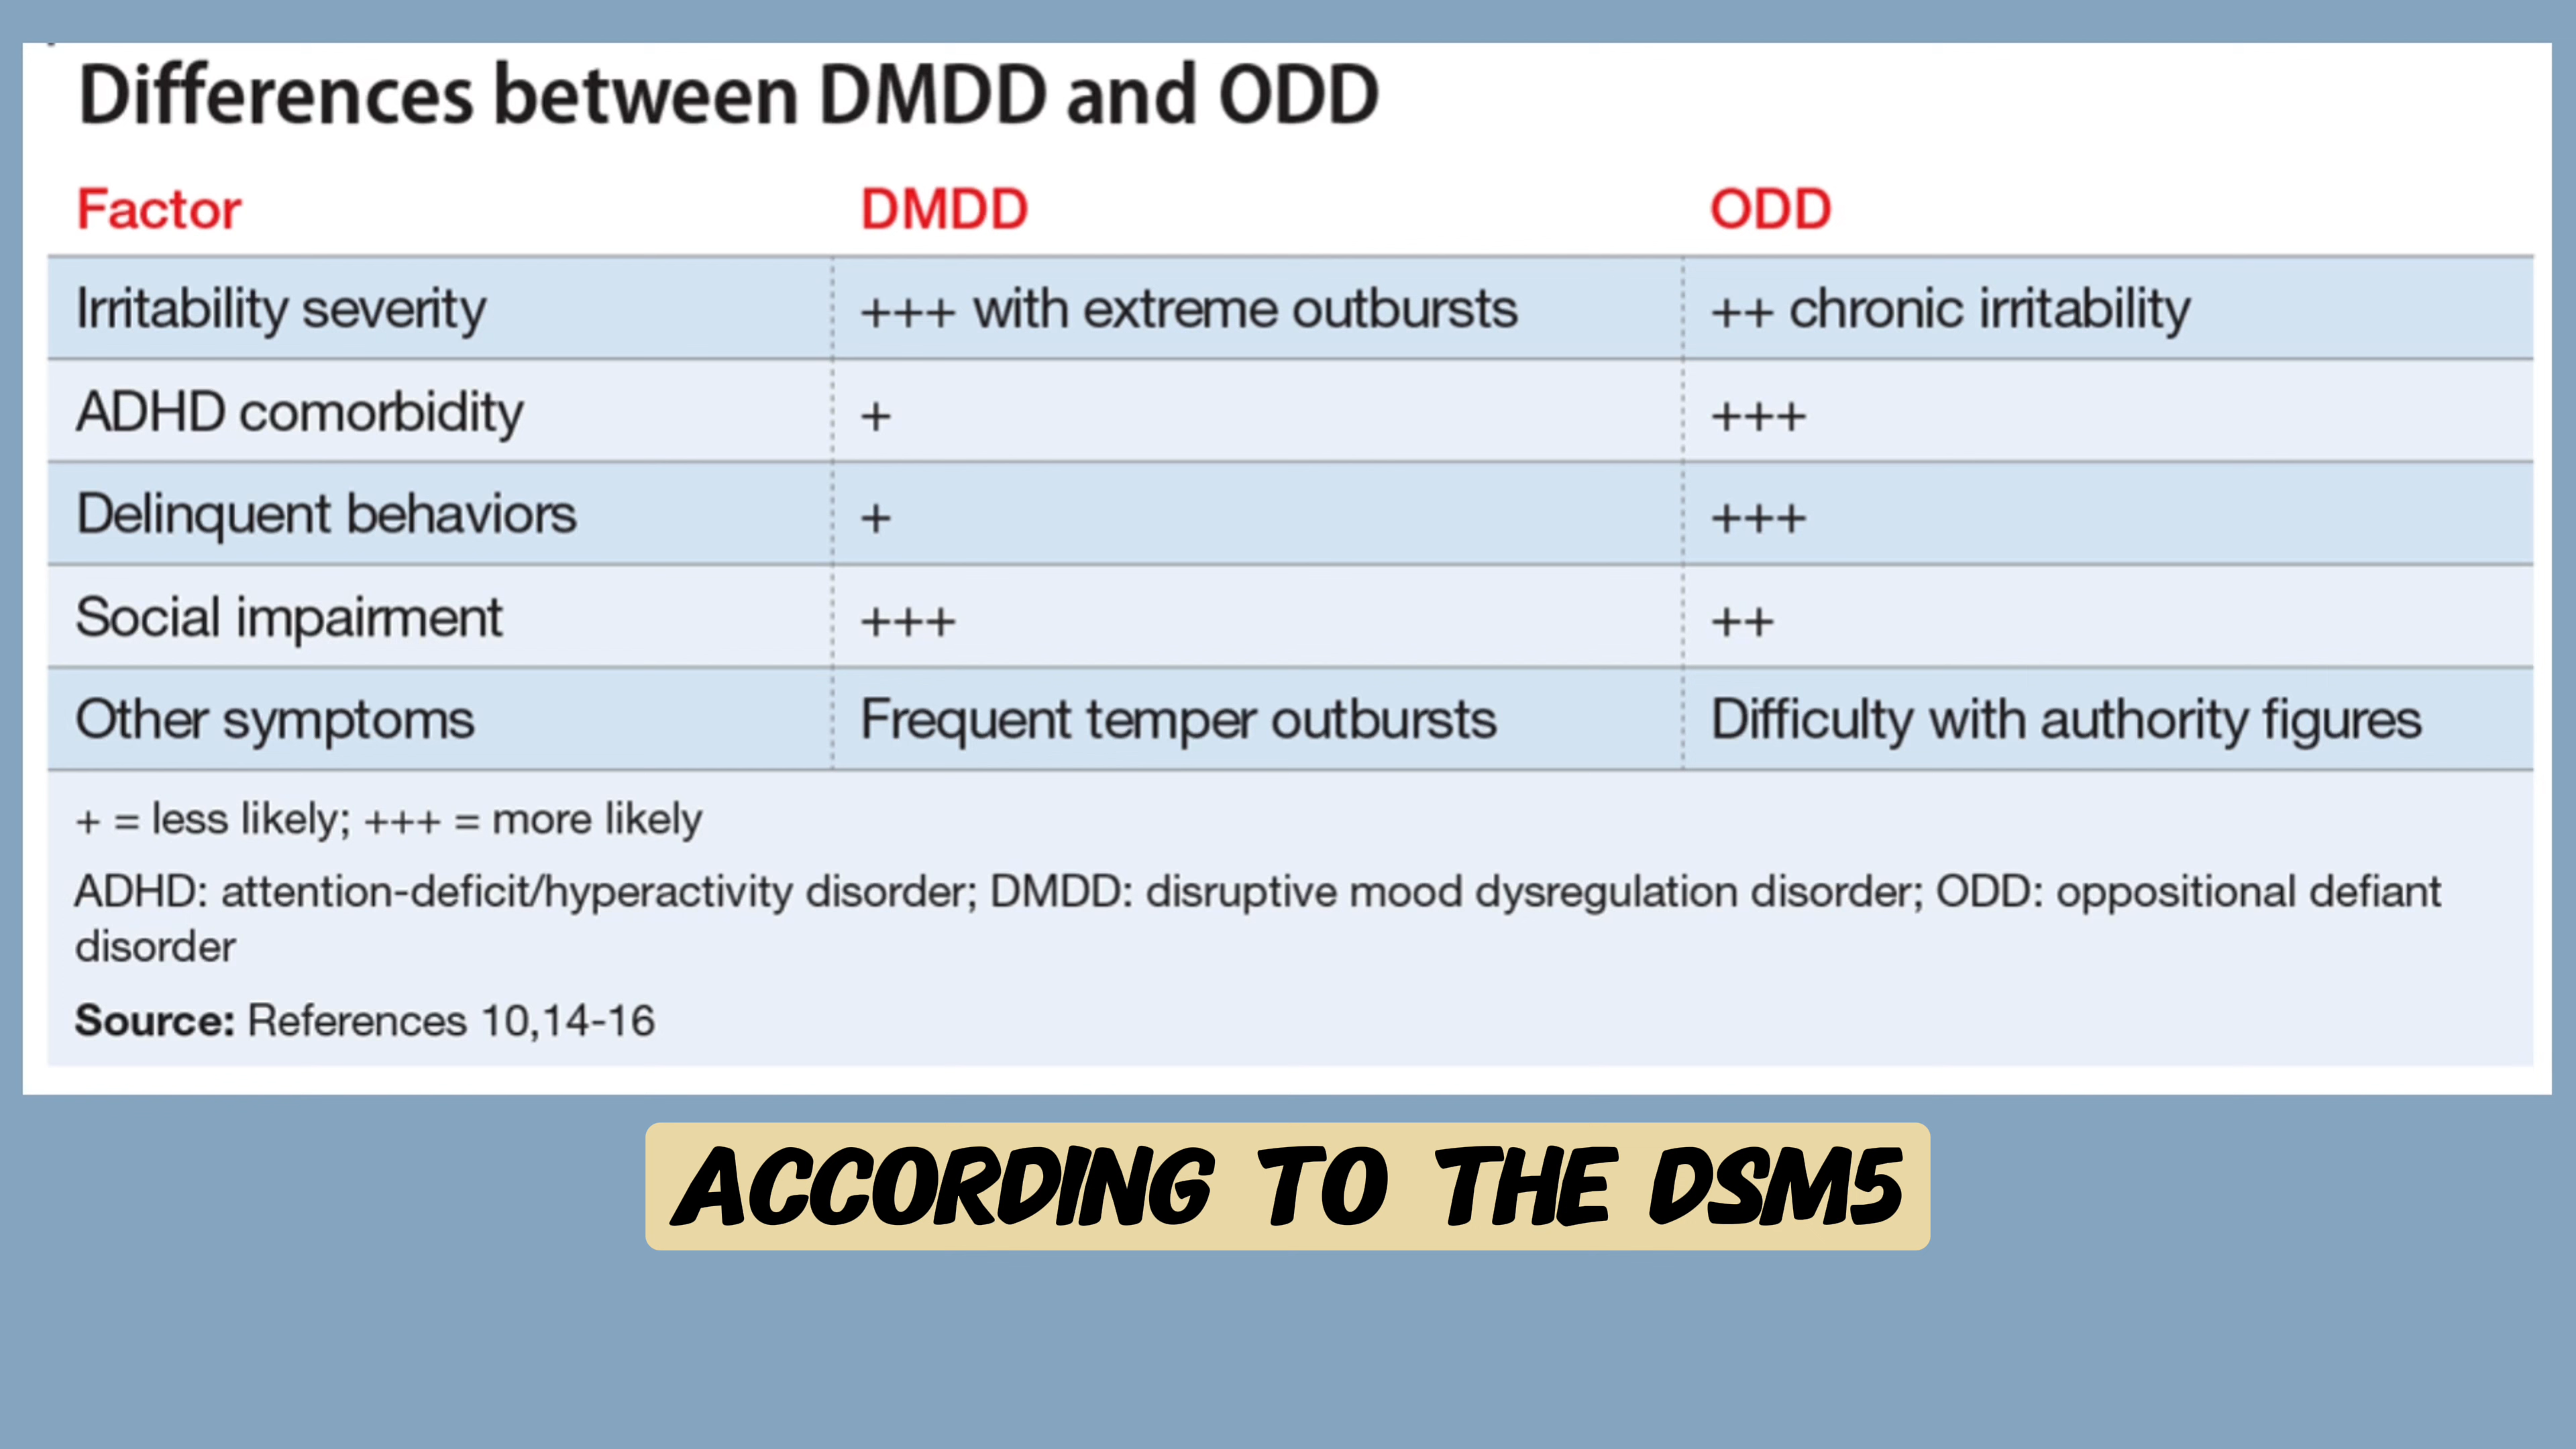 Differences between DMDD and ODD
Factor DMDD ODD
Irritability severity +++ with extreme outbursts ++ chronic irritability
ADHD comorbidity + +++
Delinquent behaviors + +++
Social impairment +++ ++
Other symptoms Frequent temper outbursts Difficulty with authority figures
+ = less likely; +++ = more likely
ADHD: attention-deficit/hyperactivity disorder; DMDD: disruptive mood dysregulation disorder; ODD: oppositional defiant
disorder
Source: References 10,14-16
ACCORDING TO THE DSM5